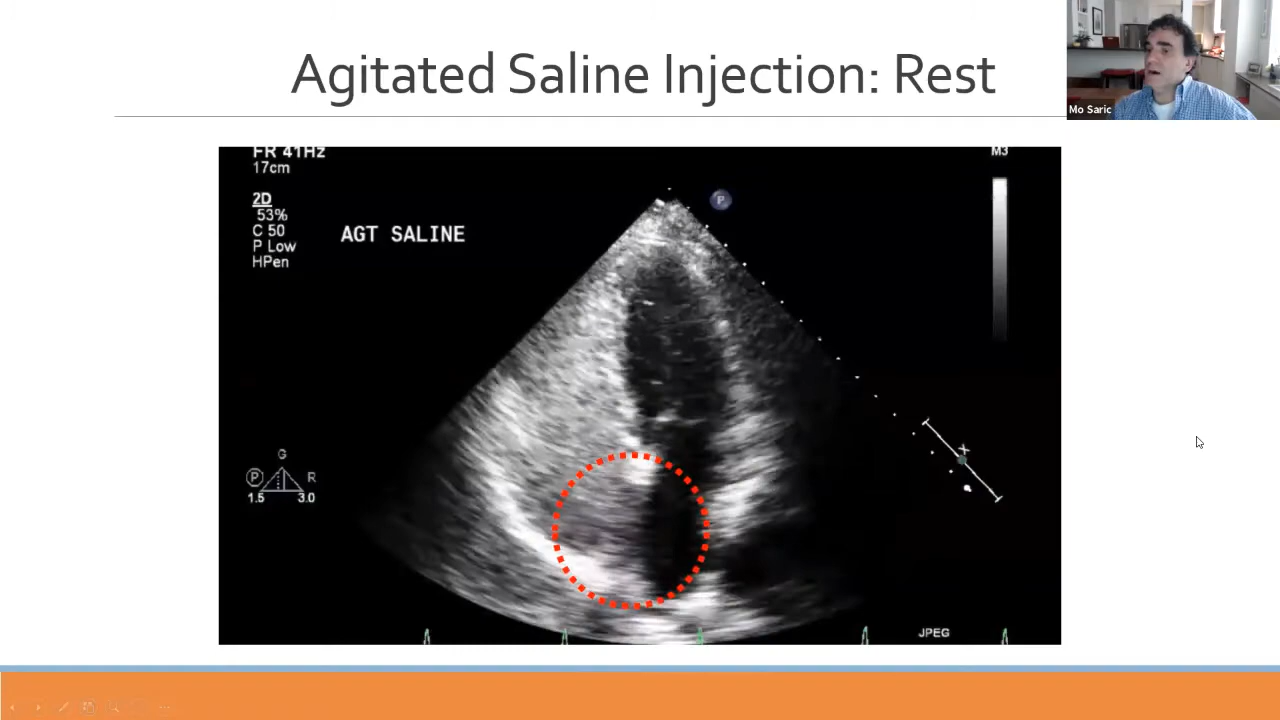 Agitated Saline Injection: Rest
Mo Saric
FR 41Hz
17cm
M3
2D
53%
C 50
P Low
HPen
AGT SALINE
P
X
G
P R
1.5 3.0
JPEG